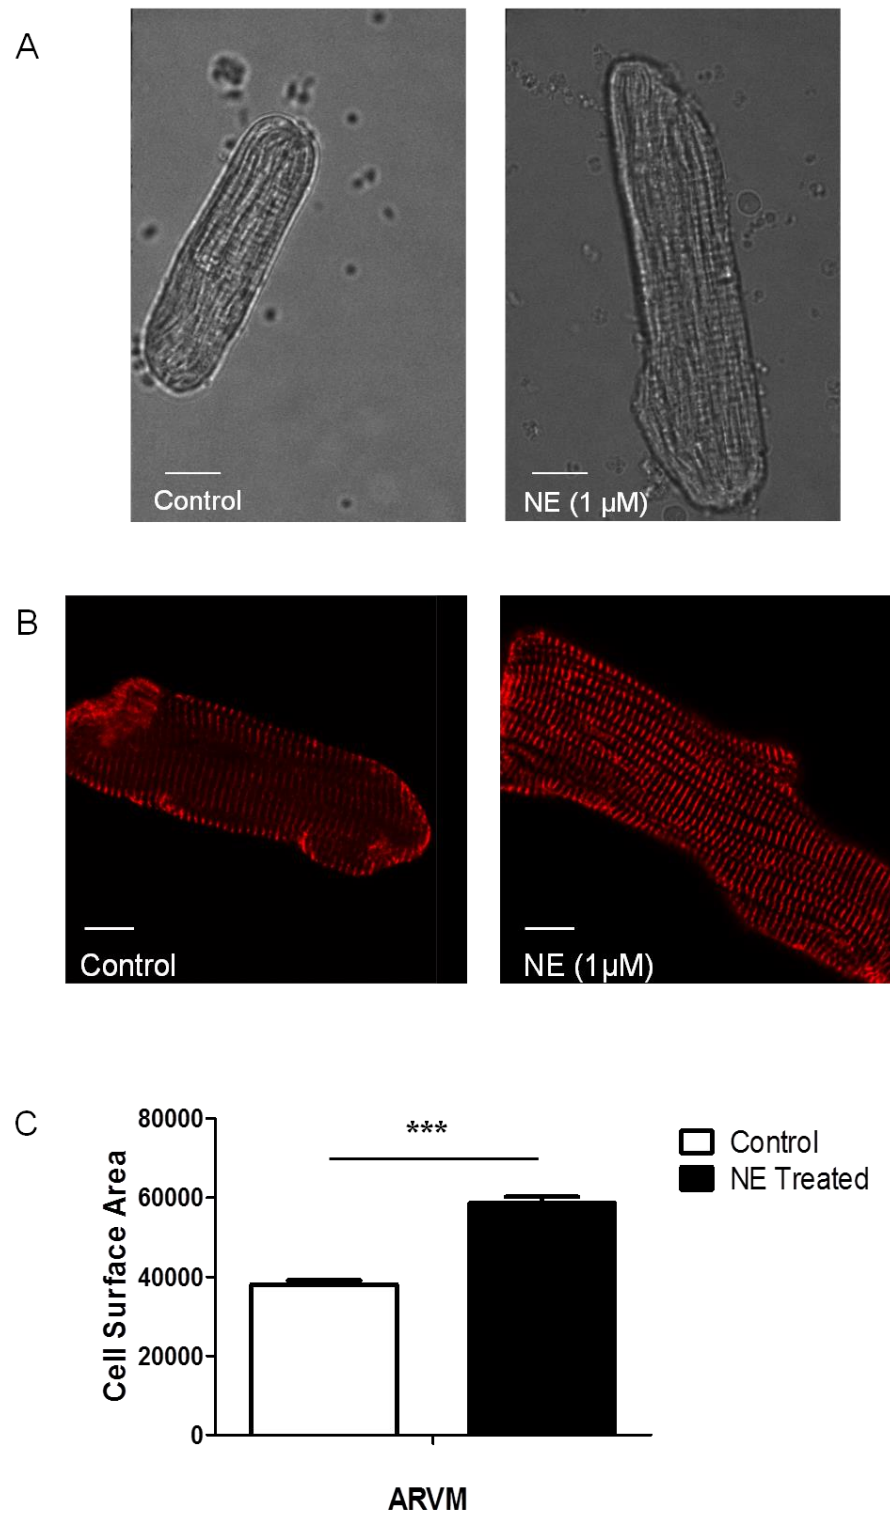 A
Control
NE (1 µM)
B
Control
NE (1µM)
C
80000
60000
40000
20000
0
Cell Surface Area
***
Control
NE Treated
ARVM